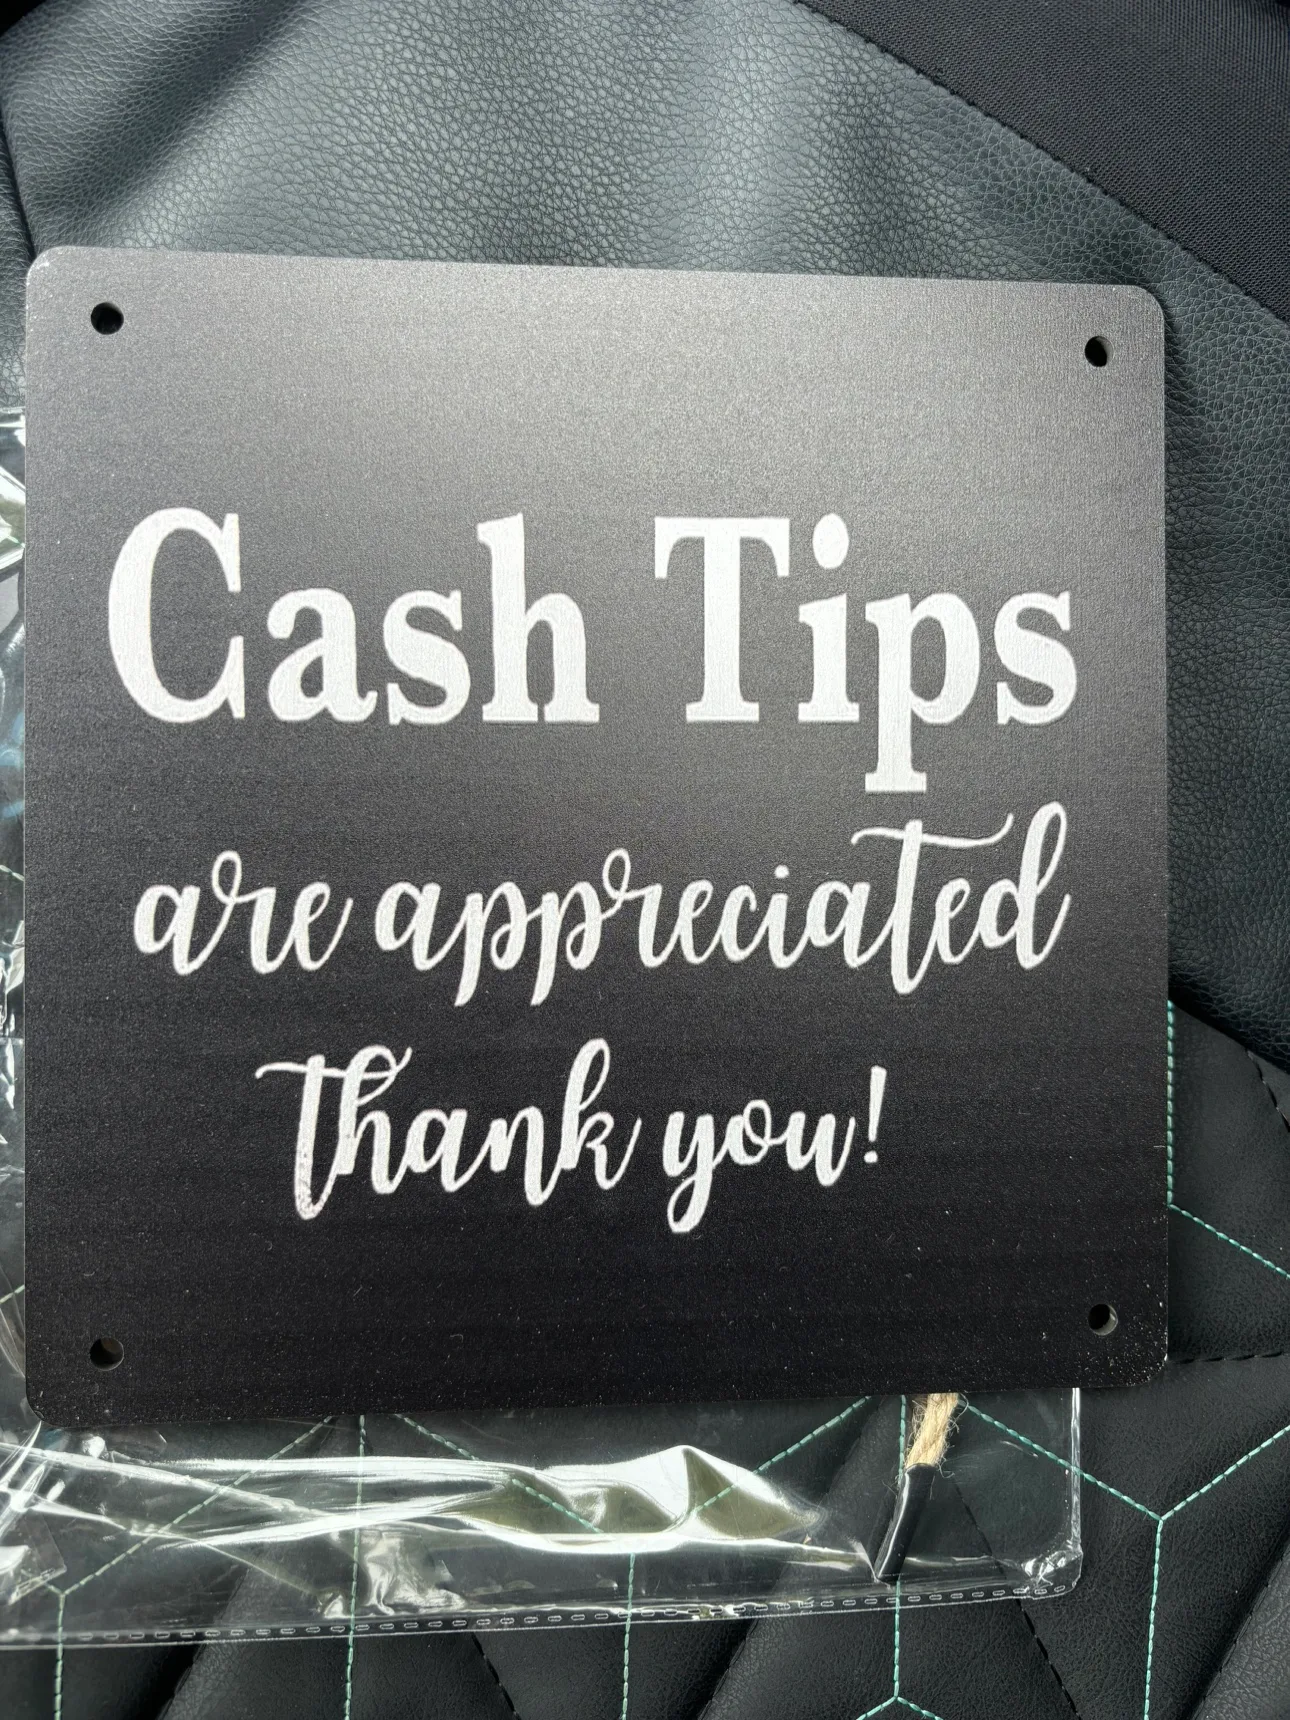 Cash Tips
are appreciated
thank you!